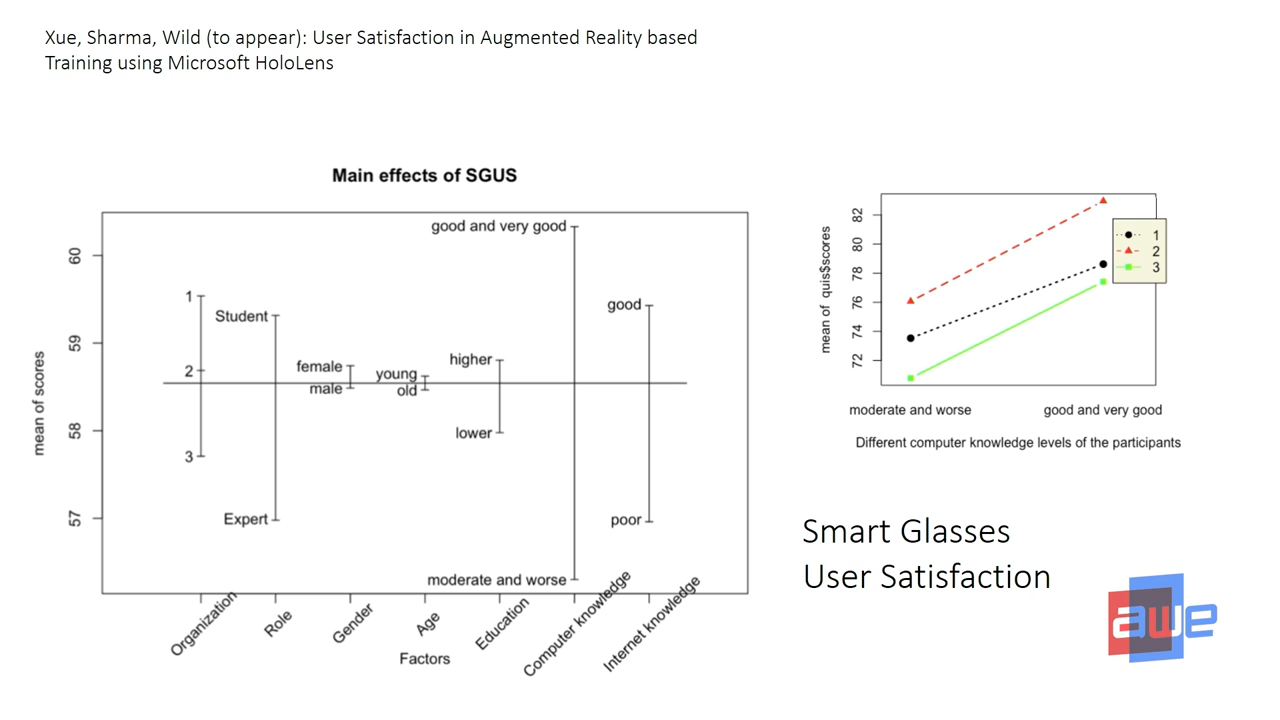 Xue, Sharma, Wild (to appear): User Satisfaction in Augmented Reality based
Training using Microsoft HoloLens
Main effects of SGUS
mean of scores
60
59
58
57
1
2
3
Student
Expert
female
male
young
old
higher
lower
good and very good
moderate and worse
good
poor
Organization
Role
Gender
Age
Education
Computer knowledge
Internet knowledge
Factors
mean of quis$scores
82
80
78
76
74
72
1
2
3
moderate and worse
good and very good
Different computer knowledge levels of the participants
Smart Glasses
User Satisfaction
awe